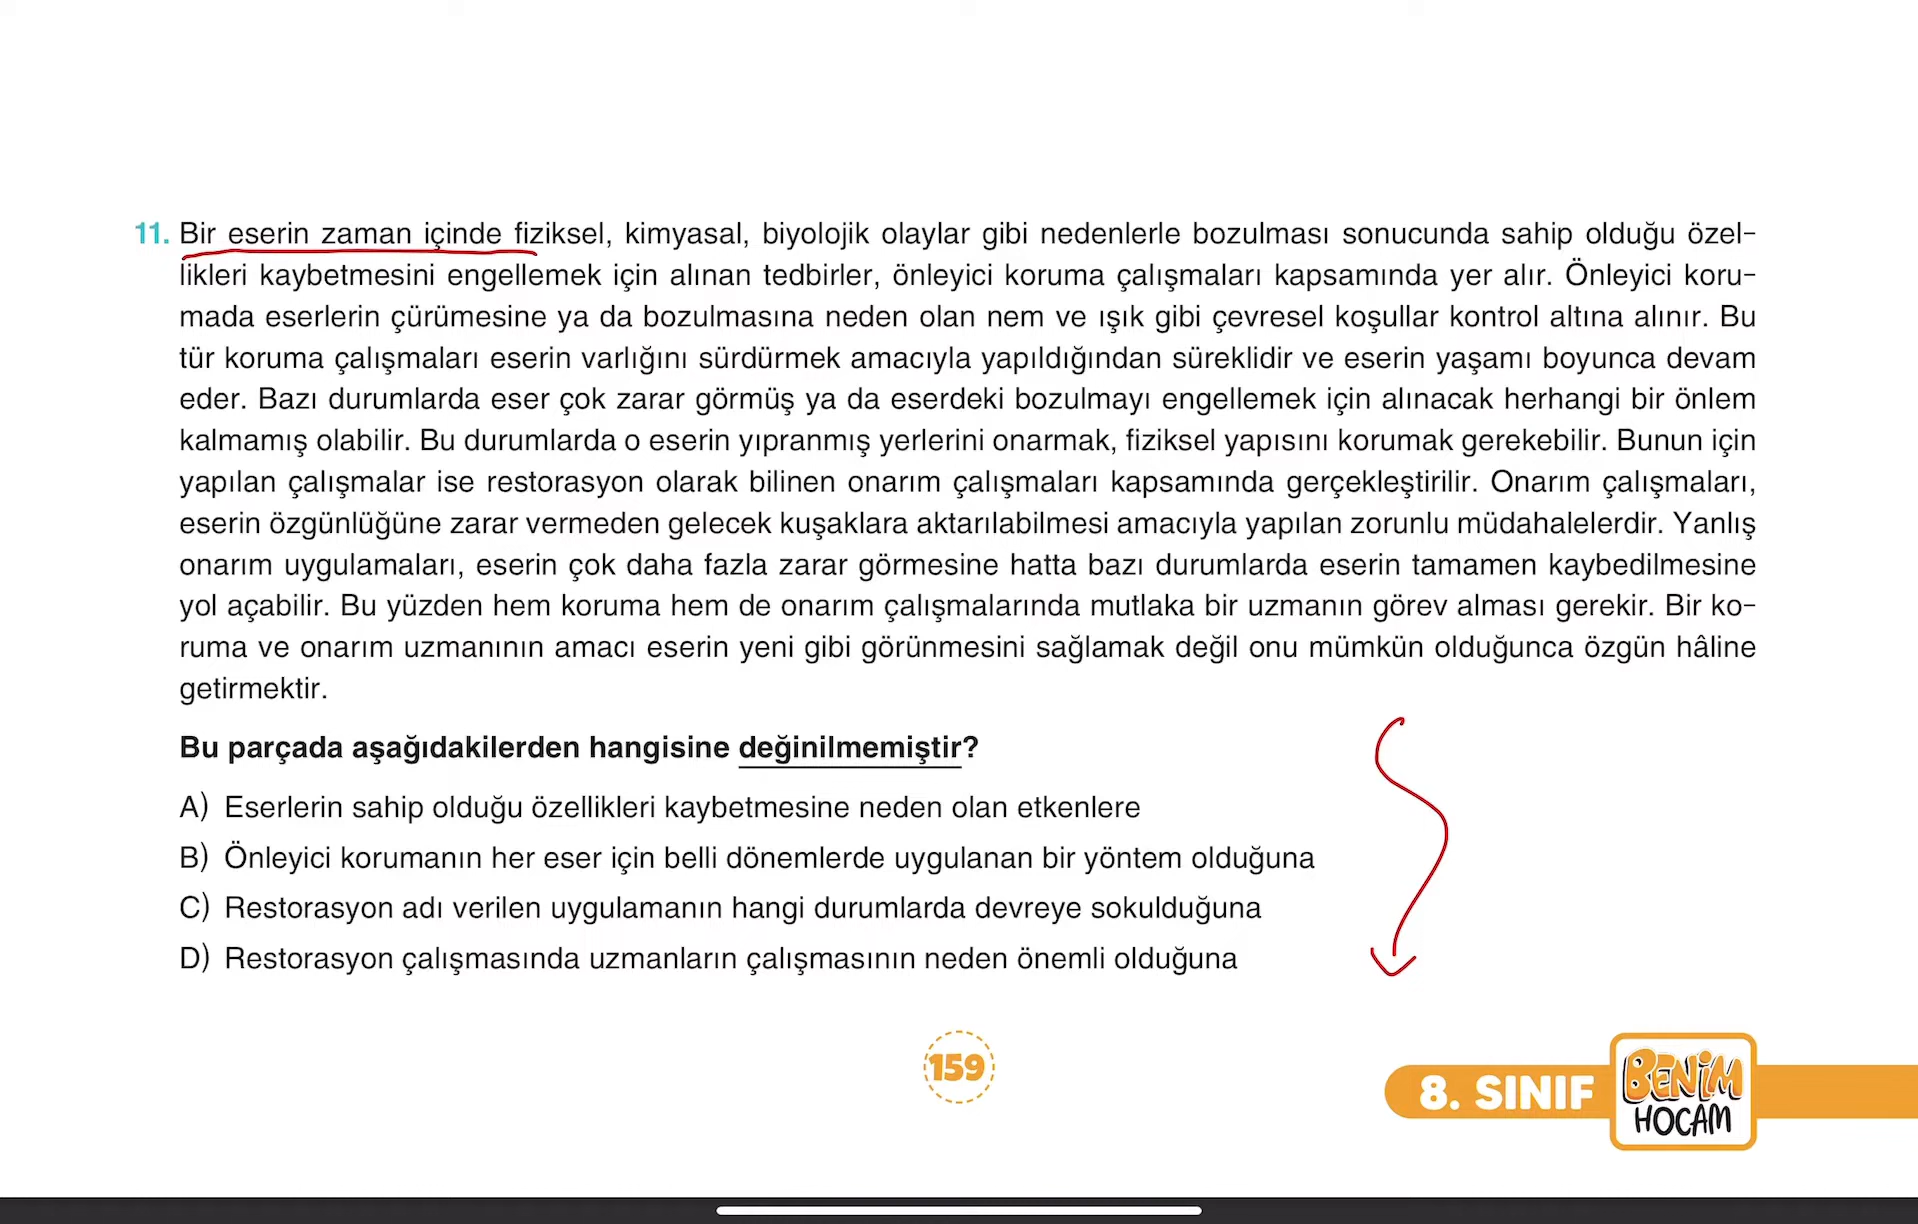 11. Bir eserin zaman içinde fiziksel, kimyasal, biyolojik olaylar gibi nedenlerle bozulması sonucunda sahip olduğu özel-
likleri kaybetmesini engellemek için alınan tedbirler, önleyici koruma çalışmaları kapsamında yer alır. Önleyici koru-
mada eserlerin çürümesine ya da bozulmasına neden olan nem ve ışık gibi çevresel koşullar kontrol altına alınır. Bu
tür koruma çalışmaları eserin varlığını sürdürmek amacıyla yapıldığından süreklidir ve eserin yaşamı boyunca devam
eder. Bazı durumlarda eser çok zarar görmüş ya da eserdeki bozulmayı engellemek için alınacak herhangi bir önlem
kalmamış olabilir. Bu durumlarda o eserin yıpranmış yerlerini onarmak, fiziksel yapısını korumak gerekebilir. Bunun için
yapılan çalışmalar ise restorasyon olarak bilinen onarım çalışmaları kapsamında gerçekleştirilir. Onarım çalışmaları,
eserin özgünlüğüne zarar vermeden gelecek kuşaklara aktarılabilmesi amacıyla yapılan zorunlu müdahalelerdir. Yanlış
onarım uygulamaları, eserin çok daha fazla zarar görmesine hatta bazı durumlarda eserin tamamen kaybedilmesine
yol açabilir. Bu yüzden hem koruma hem de onarım çalışmalarında mutlaka bir uzmanın görev alması gerekir. Bir ko-
ruma ve onarım uzmanının amacı eserin yeni gibi görünmesini sağlamak değil onu mümkün olduğunca özgün hâline
getirmektir.
Bu parçada aşağıdakilerden hangisine değinilmemiştir?
A) Eserlerin sahip olduğu özellikleri kaybetmesine neden olan etkenlere
B) Önleyici korumanın her eser için belli dönemlerde uygulanan bir yöntem olduğuna
C) Restorasyon adı verilen uygulamanın hangi durumlarda devreye sokulduğuna
D) Restorasyon çalışmasında uzmanların çalışmasının neden önemli olduğuna
159
8. SINIF
BENİM
HOCAM